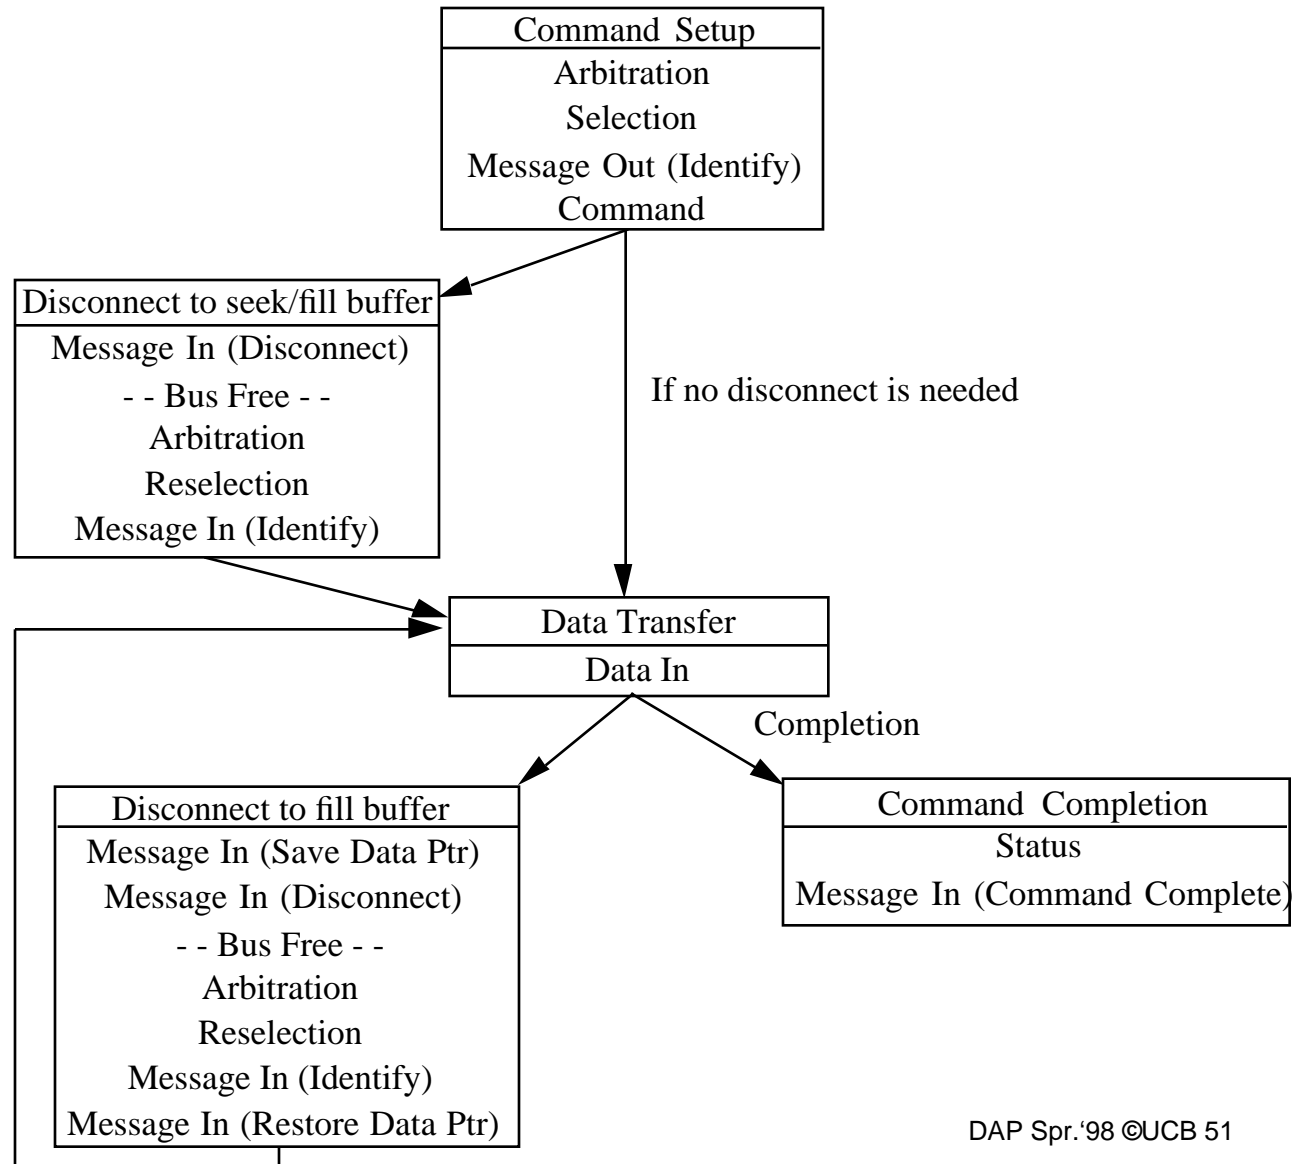 Command Setup
Arbitration
Selection
Message Out (Identify)
Command
Disconnect to seek/fill buffer
Message In (Disconnect)
- - Bus Free - -
Arbitration
Reselection
Message In (Identify)
If no disconnect is needed
Data Transfer
Data In
Completion
Disconnect to fill buffer
Message In (Save Data Ptr)
Message In (Disconnect)
- - Bus Free - -
Arbitration
Reselection
Message In (Identify)
Message In (Restore Data Ptr)
Command Completion
Status
Message In (Command Complete)
DAP Spr.‘98 ©UCB 51